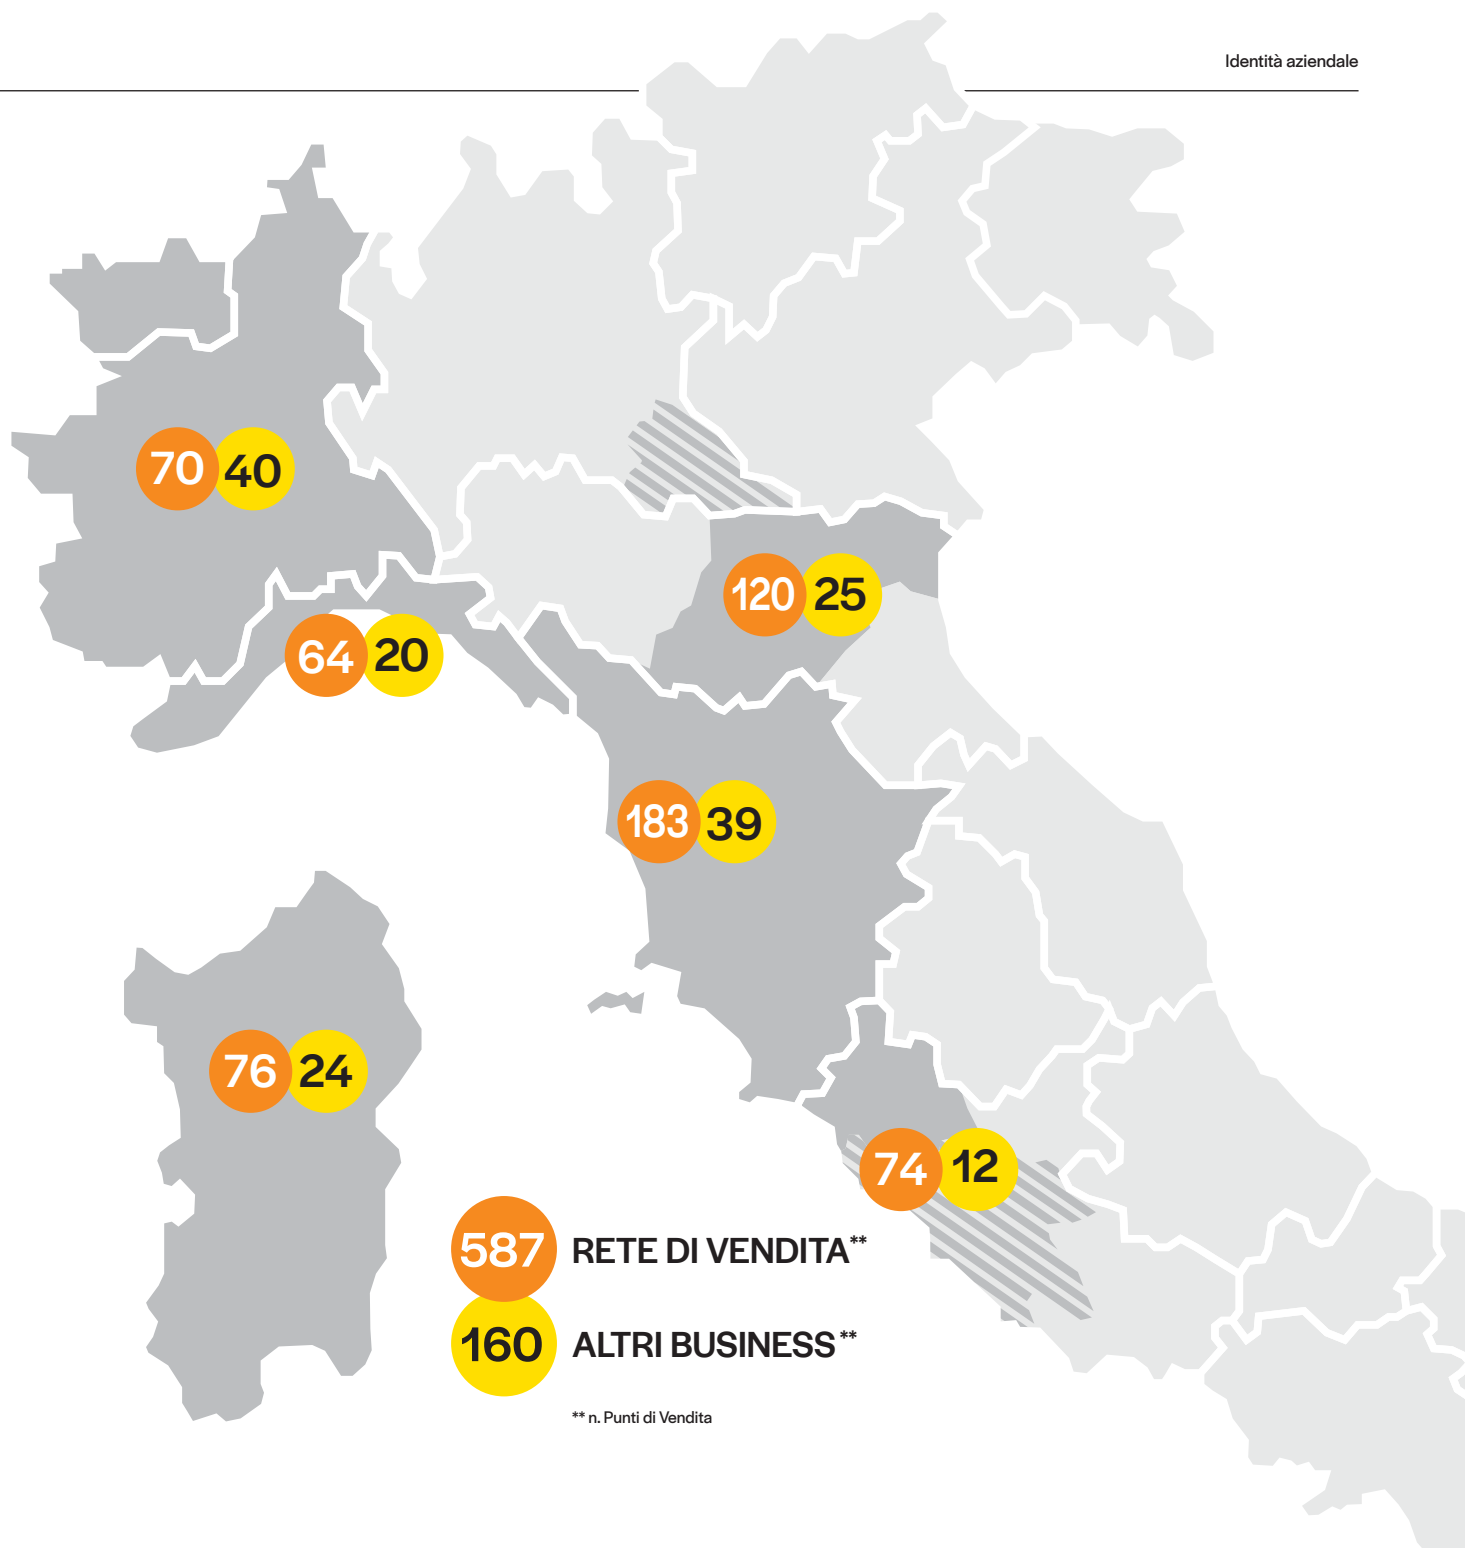 Identità aziendale
70 40
120 25
64 20
183 39
76 24
74 12
587 RETE DI VENDITA**
160 ALTRI BUSINESS**
** n. Punti di Vendita